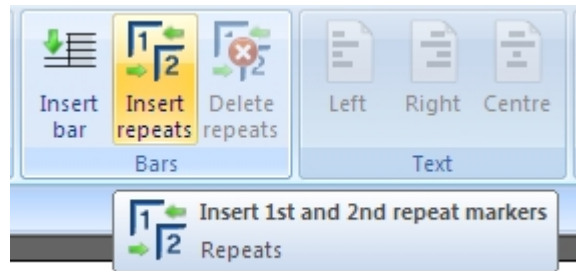 Insert bar
Insert repeats
Delete repeats
Left
Right
Centre
Bars
Text
Insert 1st and 2nd repeat markers
Repeats